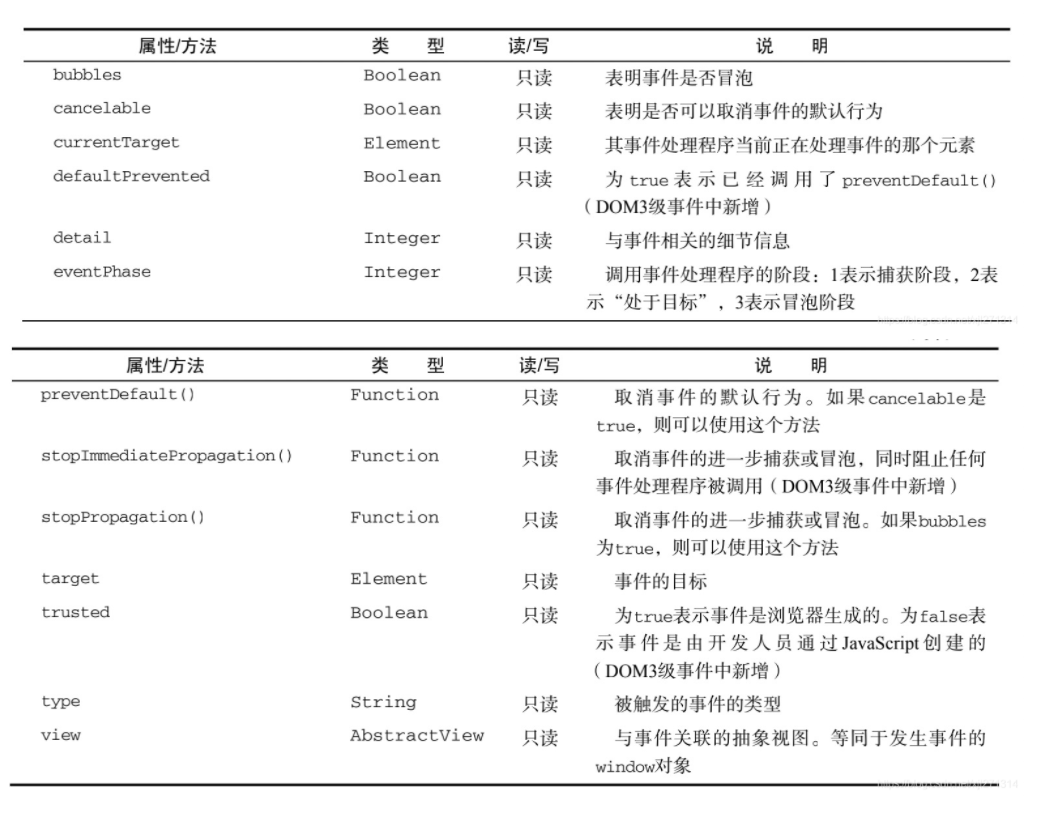 属性/方法 类 型 读/写 说 明
bubbles Boolean 只读 表明事件是否冒泡
cancelable Boolean 只读 表明是否可以取消事件的默认行为
currentTarget Element 只读 其事件处理程序当前正在处理事件的那个元素
defaultPrevented Boolean 只读 为true表示已经调用了preventDefault()
（DOM3级事件中新增）
detail Integer 只读 与事件相关的细节信息
eventPhase Integer 只读 调用事件处理程序的阶段：1表示捕获阶段，2表
示“处于目标”，3表示冒泡阶段
属性/方法 类 型 读/写 说 明
preventDefault() Function 只读 取消事件的默认行为。如果cancelable是
true，则可以使用这个方法
stopImmediatePropagation() Function 只读 取消事件的进一步捕获或冒泡，同时阻止任何
事件处理程序被调用（DOM3级事件中新增）
stopPropagation() Function 只读 取消事件的进一步捕获或冒泡。如果bubbles
为true，则可以使用这个方法
target Element 只读 事件的目标
trusted Boolean 只读 为true表示事件是浏览器生成的。为false表
示事件是由开发人员通过JavaScript创建的
（DOM3级事件中新增）
type String 只读 被触发的事件的类型
view AbstractView 只读 与事件关联的抽象视图。等同于发生事件的
window对象